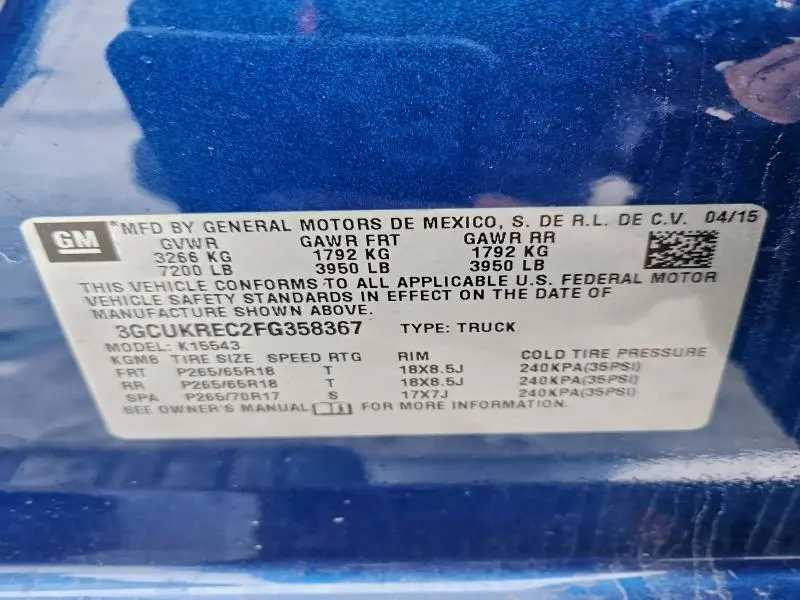 GM
*MFD BY GENERAL MOTORS DE MEXICO, S. DE R.L. DE C.V. 04/15
GVWR GAWR FRT GAWR RR
3266 KG 1792 KG 1792 KG
7200 LB 3950 LB 3950 LB
THIS VEHICLE CONFORMS TO ALL APPLICABLE U.S. FEDERAL MOTOR
VEHICLE SAFETY STANDARDS IN EFFECT ON THE DATE OF
MANUFACTURE SHOWN ABOVE.
3GCUKREC2FG358367 TYPE: TRUCK
MODEL: K15543
KGM8 TIRE SIZE SPEED RTG RIM COLD TIRE PRESSURE
FRT P265/65R18 T 18X8.5J 240KPA(35PSI)
RR P265/65R18 T 18X8.5J 240KPA(35PSI)
SPA P265/70R17 S 17X7J 240KPA(35PSI)
SEE OWNER'S MANUAL FOR MORE INFORMATION.